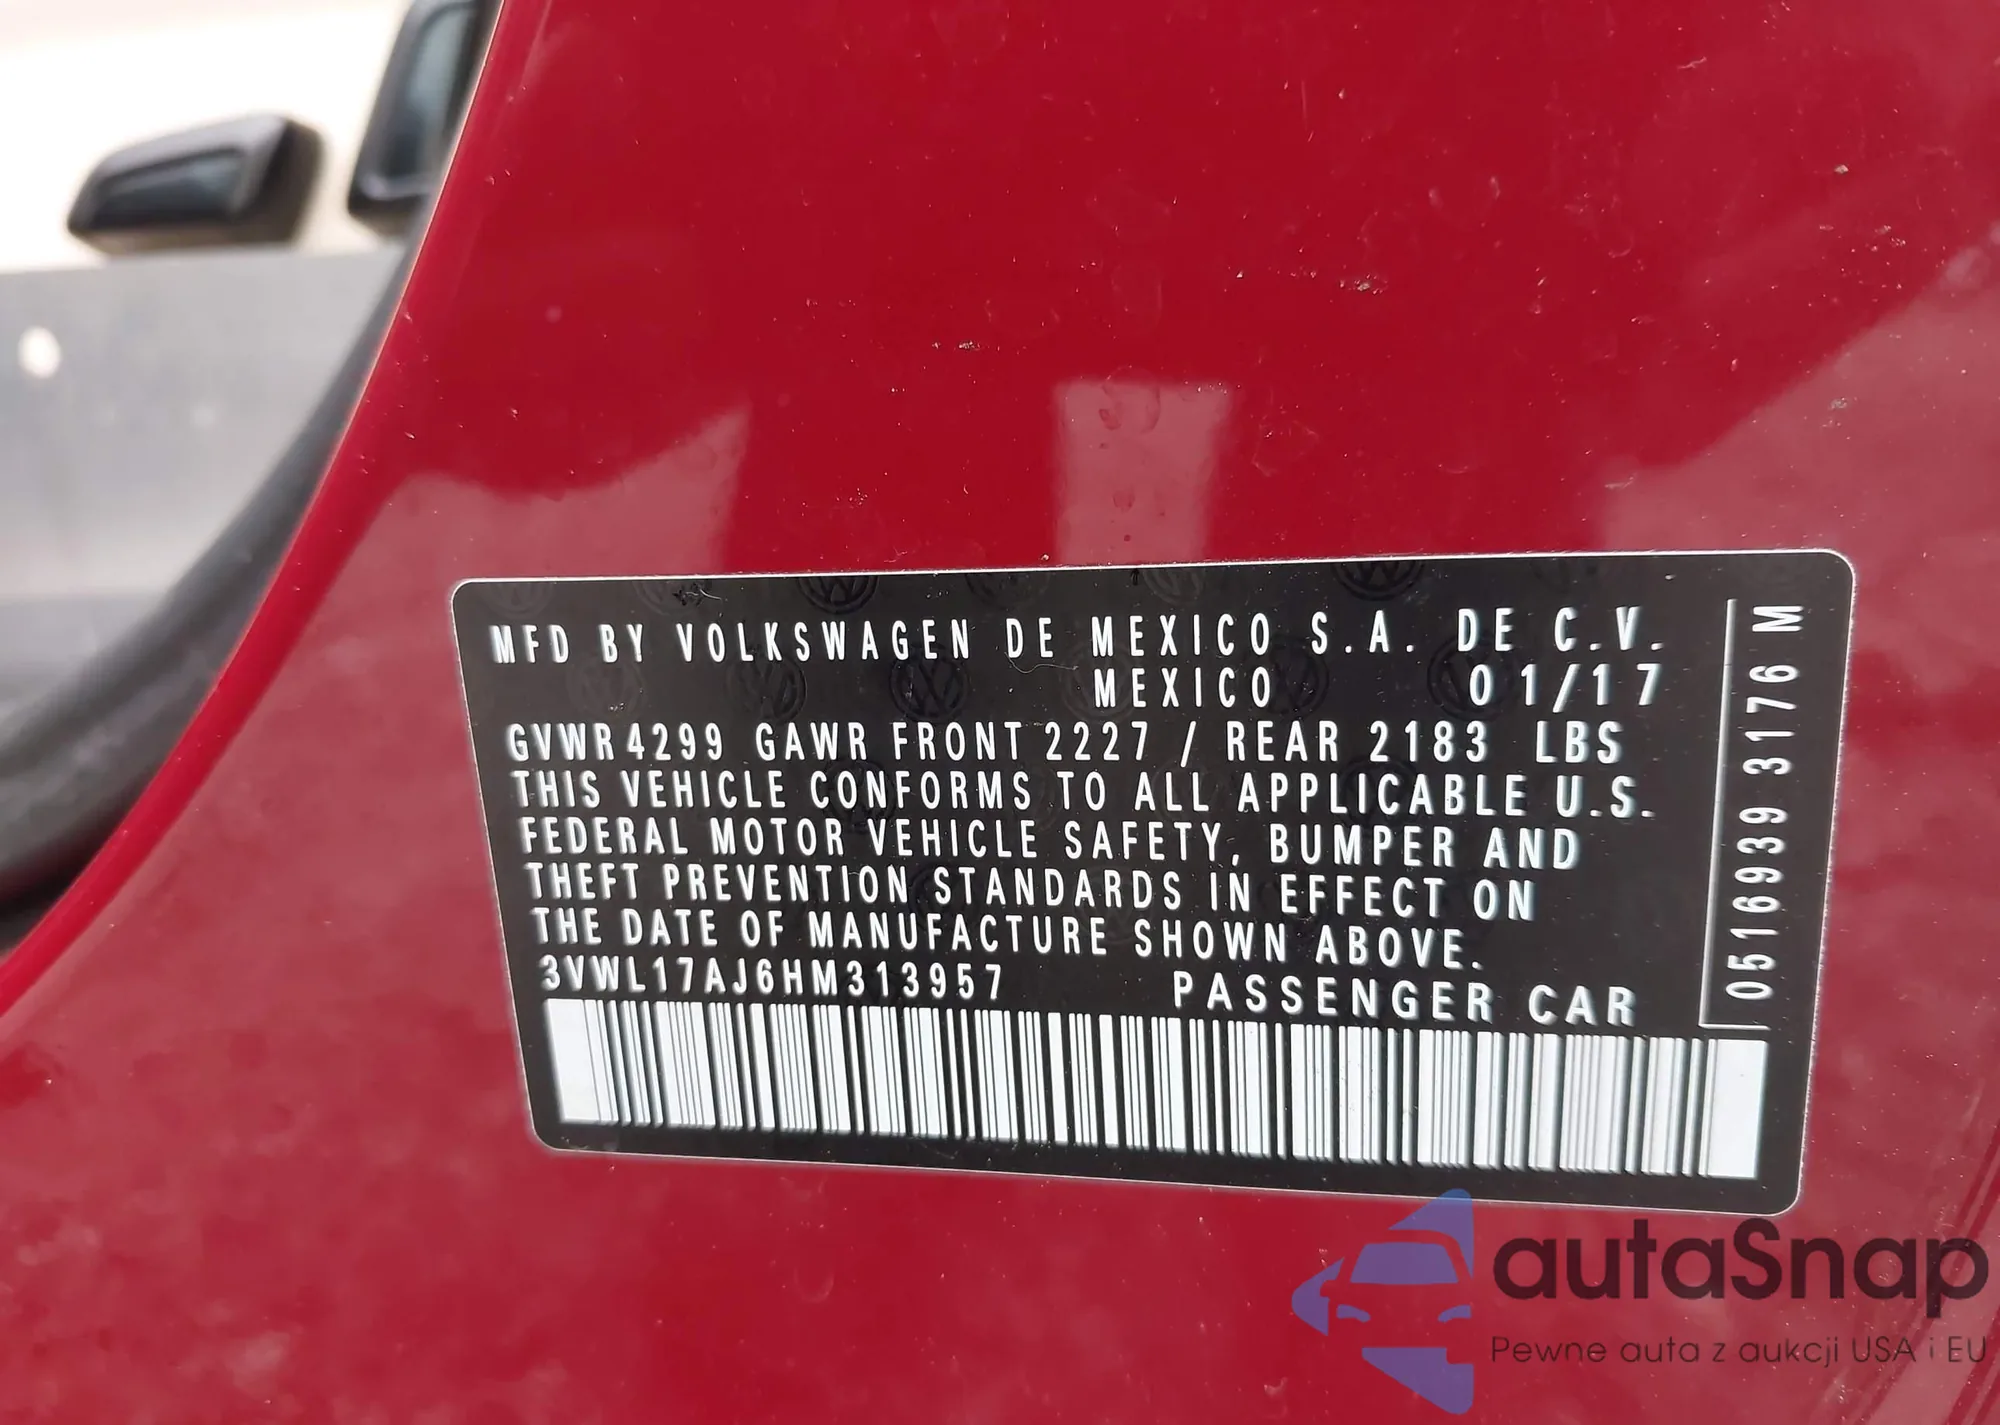 MFD BY VOLKSWAGEN DE MEXICO S.A. DE C.V.
MEXICO 01/17
GVWR 4299 GAWR FRONT 2227 / REAR 2183 LBS
THIS VEHICLE CONFORMS TO ALL APPLICABLE U.S.
FEDERAL MOTOR VEHICLE SAFETY, BUMPER AND
THEFT PREVENTION STANDARDS IN EFFECT ON
THE DATE OF MANUFACTURE SHOWN ABOVE.
3VWL17AJ6HM313957 PASSENGER CAR
0516939 3176 M
autaSnap
Pewne auta z aukcji USA i EU